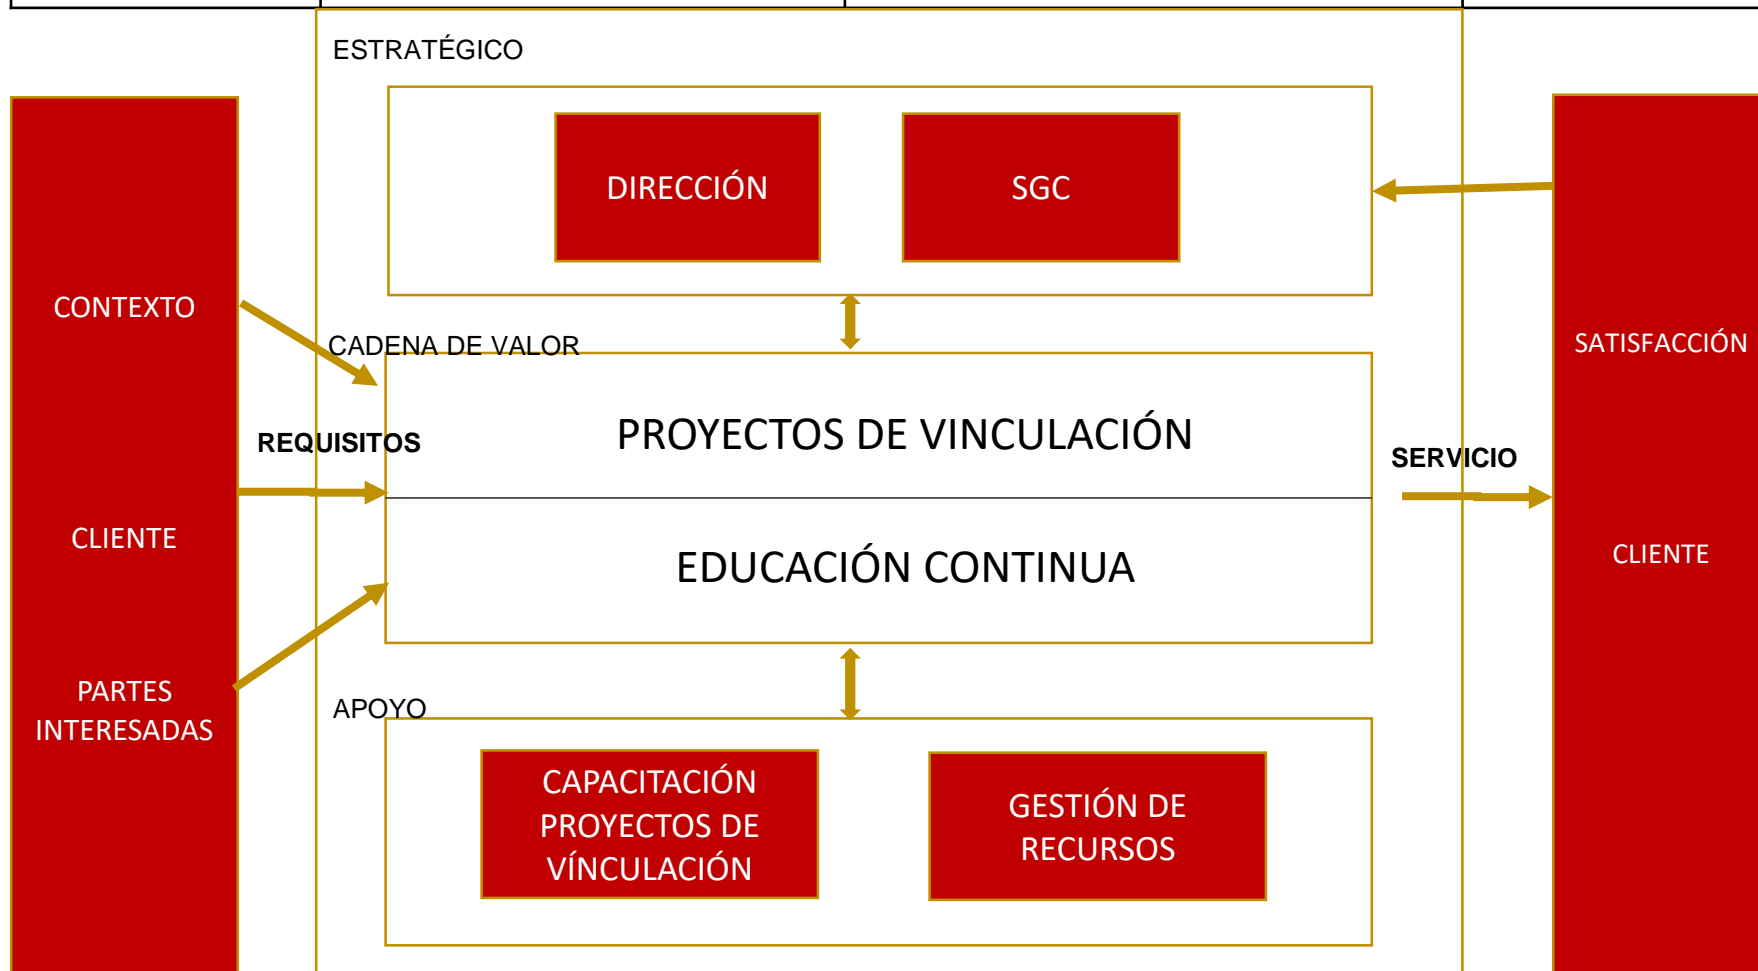 ESTRATÉGICO
DIRECCIÓN
SGC
CONTEXTO
CADENA DE VALOR
SATISFACCIÓN
PROYECTOS DE VINCULACIÓN
REQUISITOS
SERVICIO
CLIENTE
EDUCACIÓN CONTINUA
CLIENTE
PARTES
INTERESADAS
APOYO
CAPACITACIÓN
PROYECTOS DE
VÍNCULACIÓN
GESTIÓN DE
RECURSOS